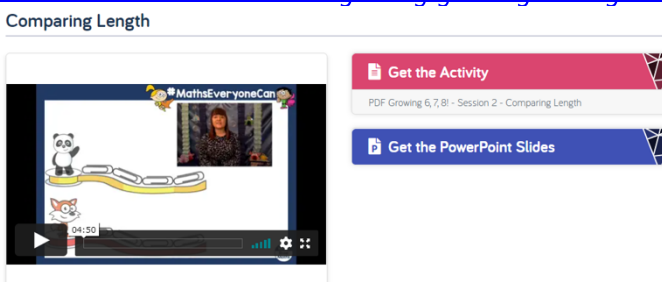 Comparing Length
#MathsEveryoneCan
04:50
Get the Activity
PDF Growing 6, 7, 8! - Session 2 - Comparing Length
Get the PowerPoint Slides